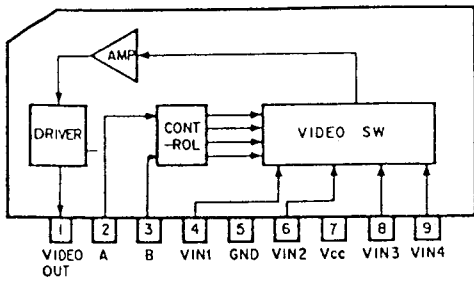 AMP
DRIVER
CONT
-ROL
VIDEO SW
1 2 3 4 5 6 7 8 9
VIDEO OUT
A
B
VIN1
GND
VIN2
Vcc
VIN3
VIN4